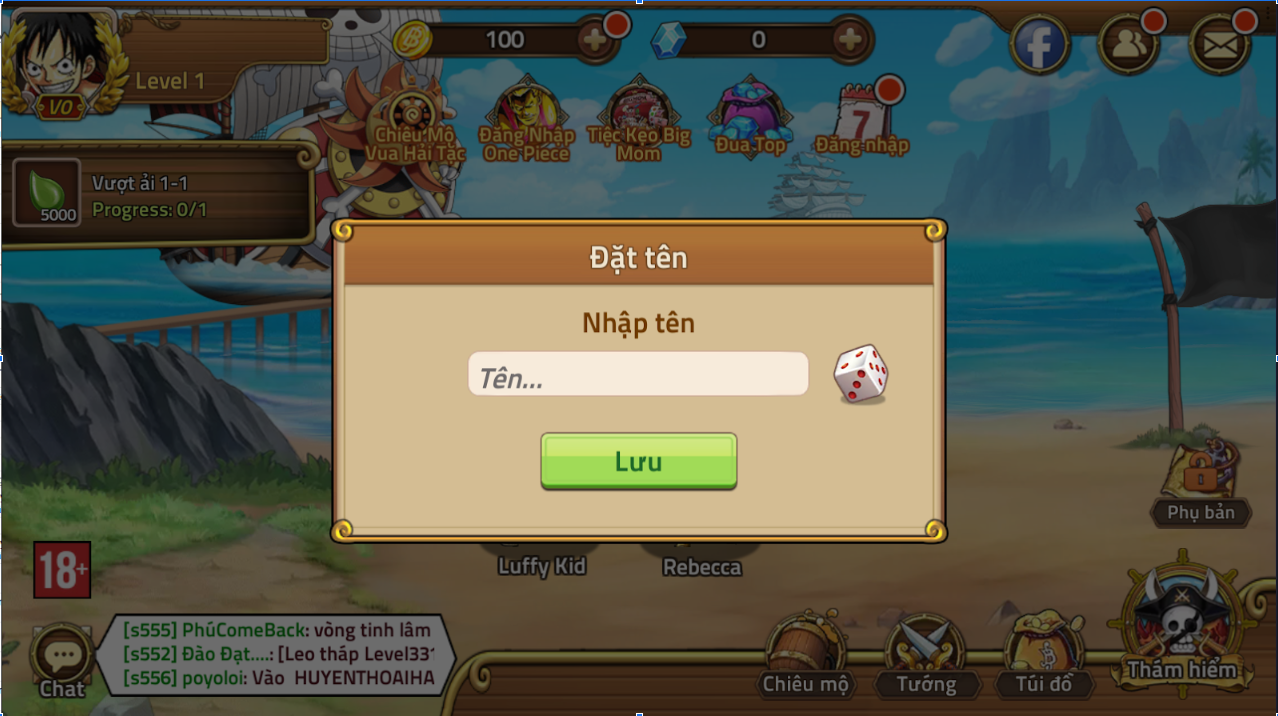 100
0
Level 1
VO
Chiêu Mộ
Vua Hải Tặc
Đăng Nhập
One Piece
Tiệc Kẹo Big
Mom
Đua Top
7
Đăng nhập
Vượt ải 1-1
5000
Progress: 0/1
Đặt tên
Nhập tên
Tên...
Lưu
Phụ bản
Luffy Kid
Rebecca
18+
[s555] PhúComeBack: vòng tinh lâm
[s552] Đào Đạt....: [Leo tháp Level331
[s556] poyoloi: Vào HUYENTHOAIHA
Chat
Chiêu mộ
Tướng
Túi đồ
Thám hiểm